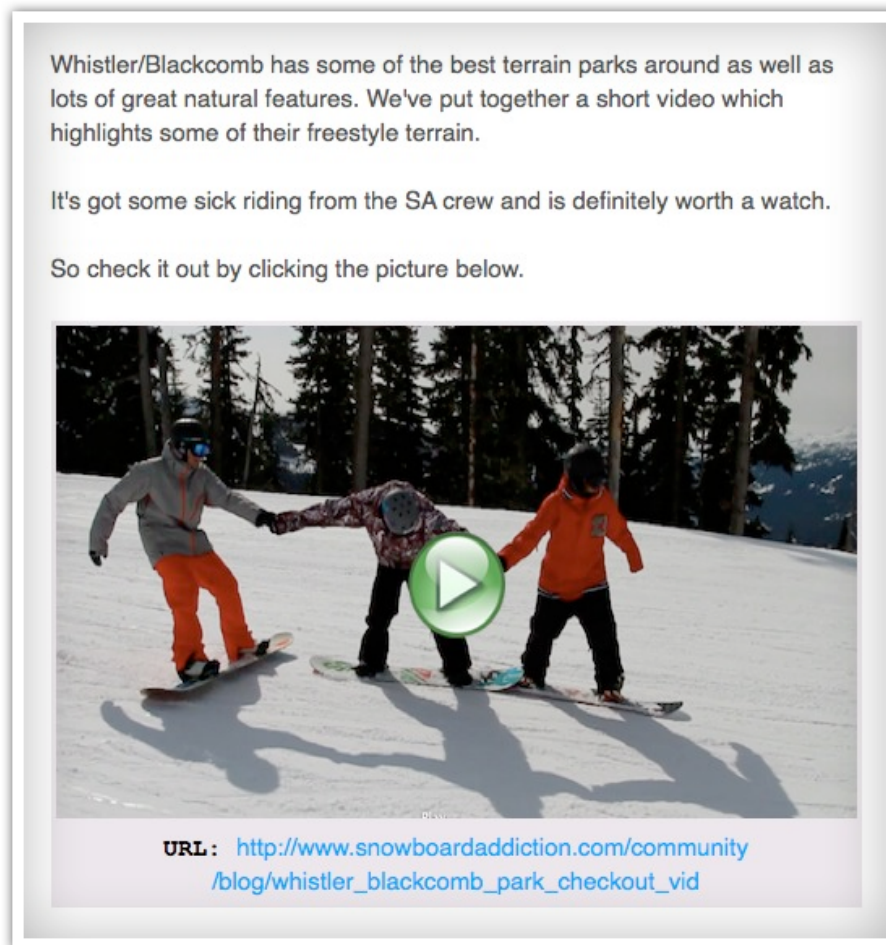 Whistler/Blackcomb has some of the best terrain parks around as well as
lots of great natural features. We've put together a short video which
highlights some of their freestyle terrain.
It's got some sick riding from the SA crew and is definitely worth a watch.
So check it out by clicking the picture below.
URL: http://www.snowboardaddiction.com/community
/blog/whistler_blackcomb_park_checkout_vid